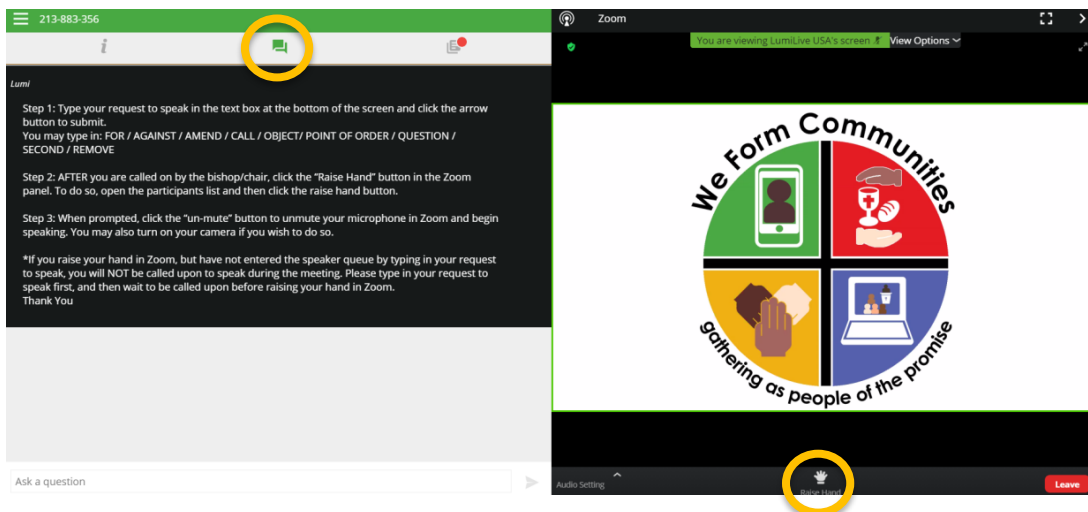 213-883-356
Zoom
You are viewing LumiLive USA's screen
View Options
Lumi
Step 1: Type your request to speak in the text box at the bottom of the screen and click the arrow
button to submit.
You may type in: FOR / AGAINST / AMEND / CALL / OBJECT/ POINT OF ORDER / QUESTION /
SECOND / REMOVE
Step 2: AFTER you are called on by the bishop/chair, click the "Raise Hand" button in the Zoom
panel. To do so, open the participants list and then click the raise hand button.
Step 3: When prompted, click the "un-mute" button to unmute your microphone in Zoom and begin
speaking. You may also turn on your camera if you wish to do so.
*If you raise your hand in Zoom, but have not entered the speaker queue by typing in your request
to speak, you will NOT be called upon to speak during the meeting. Please type in your request to
speak first, and then wait to be called upon before raising your hand in Zoom.
Thank You
We Form Communities
gathering as people of the promise
Ask a question
Audio Setting
Raise Hand
Leave